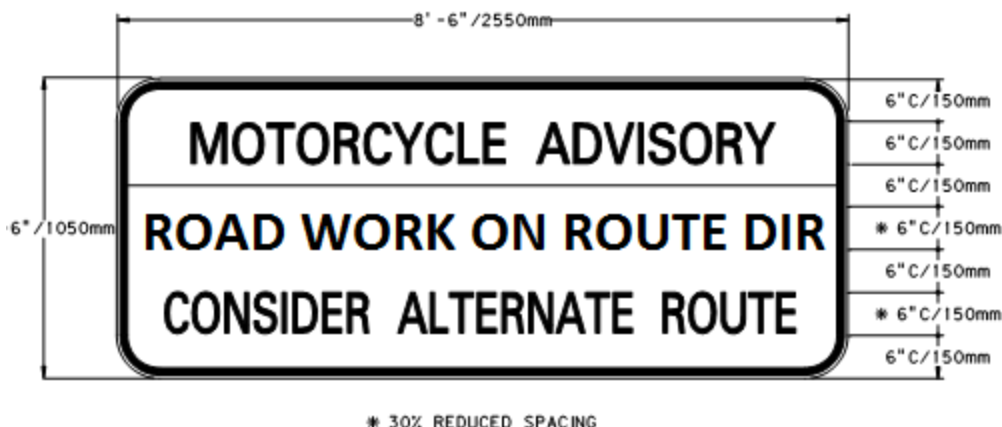 8'-6"/2550mm
6"C/150mm
MOTORCYCLE ADVISORY
6"C/150mm
6"C/150mm
6"/1050mm
ROAD WORK ON ROUTE DIR
* 6"C/150mm
6"C/150mm
CONSIDER ALTERNATE ROUTE
* 6"C/150mm
6"C/150mm
* 30% REDUCED SPACING